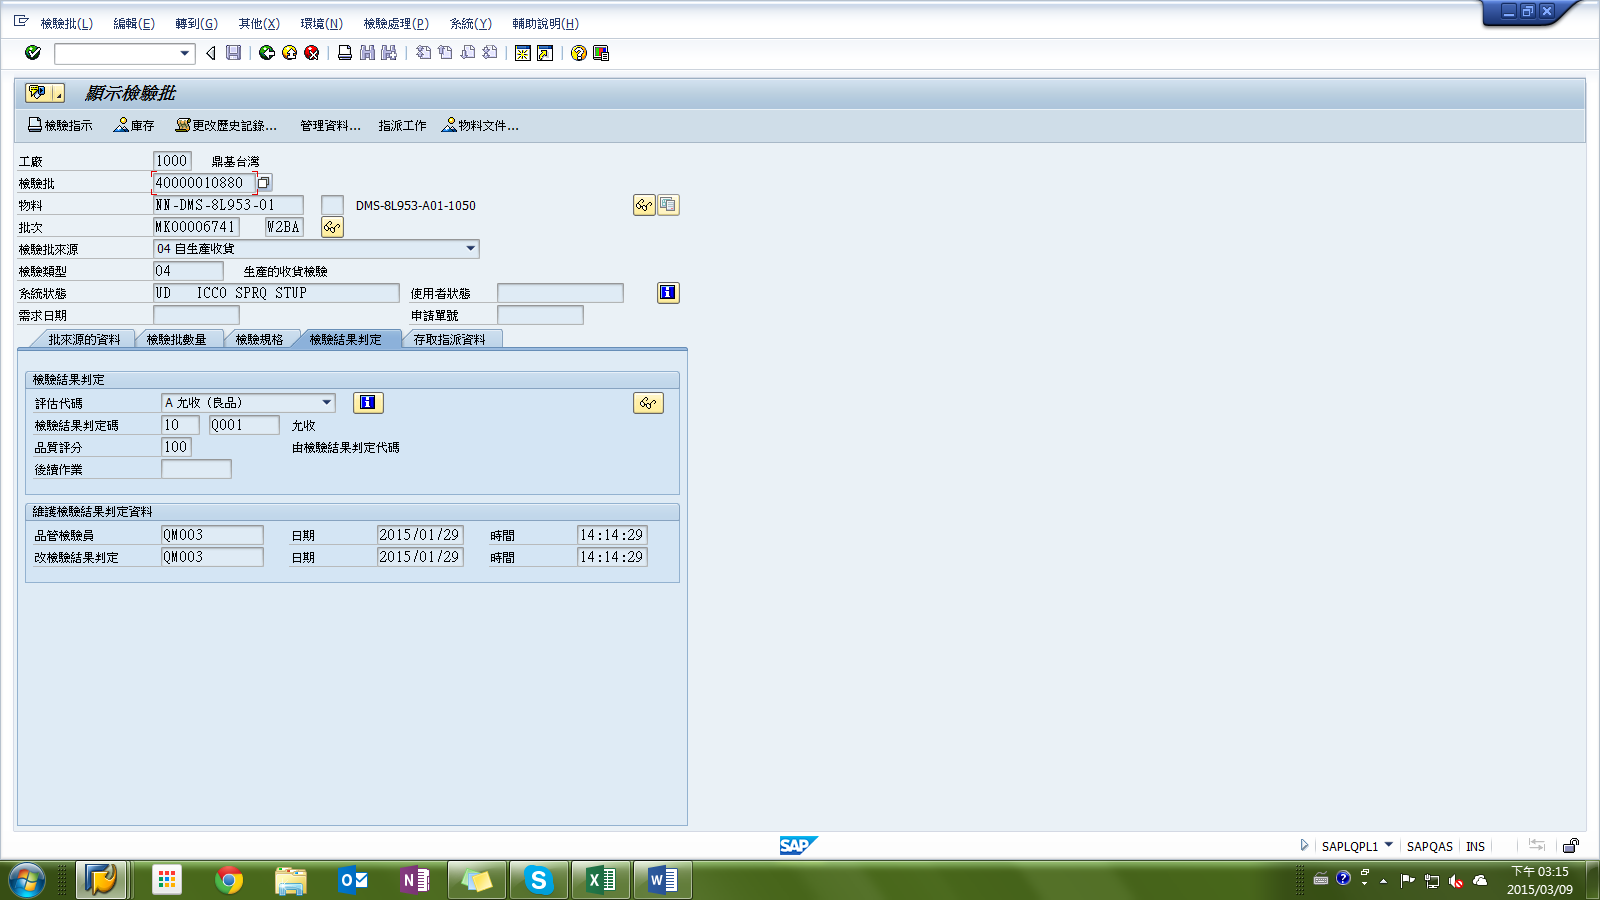 檢驗批(L) 編輯(E) 轉到(G) 其他(X) 環境(N) 檢驗處理(P) 系統(Y) 輔助說明(H)
顯示檢驗批
檢驗指示 庫存 更改歷史記錄... 管理資料... 指派工作 物料文件...
工廠 1000 鼎基台灣
檢驗批 40000010880
物料 NN-DMS-8L953-01 DMS-8L953-A01-1050
批次 MK00006741 W2BA
檢驗批來源 04 自生產收貨
檢驗類型 04 生產的收貨檢驗
系統狀態 UD ICCO SPRQ STUP 使用者狀態
需求日期 申請單號
批來源的資料 檢驗批數量 檢驗規格 檢驗結果判定 存取指派資料
檢驗結果判定
評估代碼 A 允收（良品）
檢驗結果判定碼 10 Q001 允收
品質評分 100 由檢驗結果判定代碼
後續作業
維護檢驗結果判定資料
品管檢驗員 QM003 日期 2015/01/29 時間 14:14:29
改檢驗結果判定 QM003 日期 2015/01/29 時間 14:14:29
SAP SAPLQPL1 SAPQAS INS
下午 03:15
2015/03/09